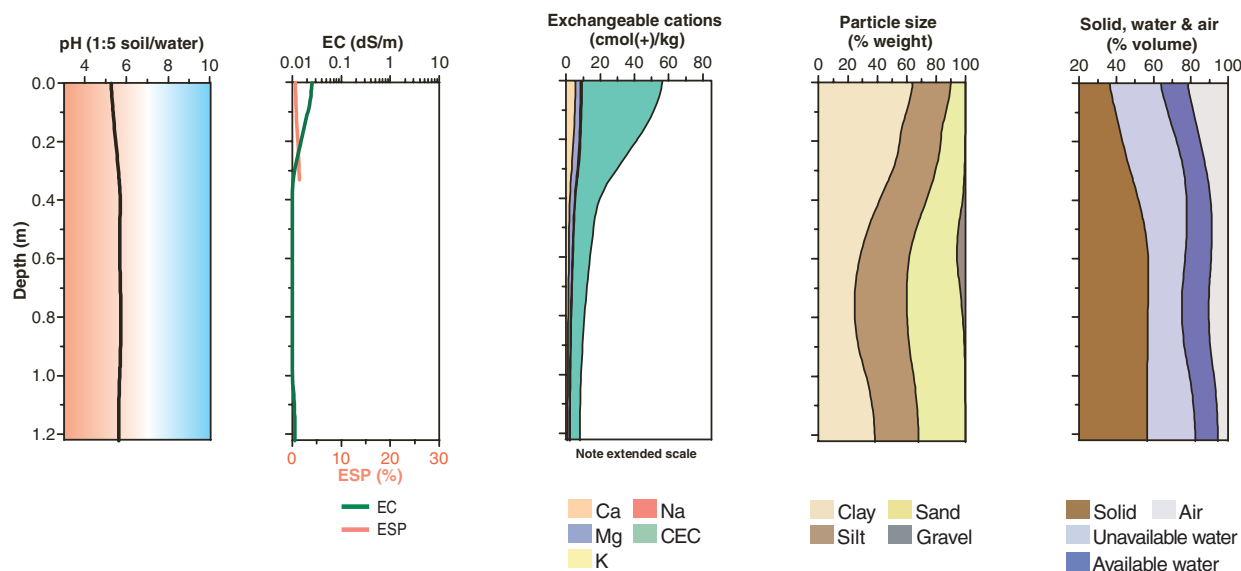 pH (1:5 soil/water)
4 6 8 10
0.0
0.2
0.4
0.6
0.8
1.0
1.2
Depth (m)
EC (dS/m)
0.01 0.1 1 10
0 10 20 30
ESP (%)
EC
ESP
Exchangeable cations
(cmol(+)/kg)
0 20 40 60 80
Note extended scale
Ca
Na
Mg
CEC
K
Particle size
(% weight)
0 20 40 60 80 100
Clay
Sand
Silt
Gravel
Solid, water & air
(% volume)
20 40 60 80 100
Solid
Air
Unavailable water
Available water